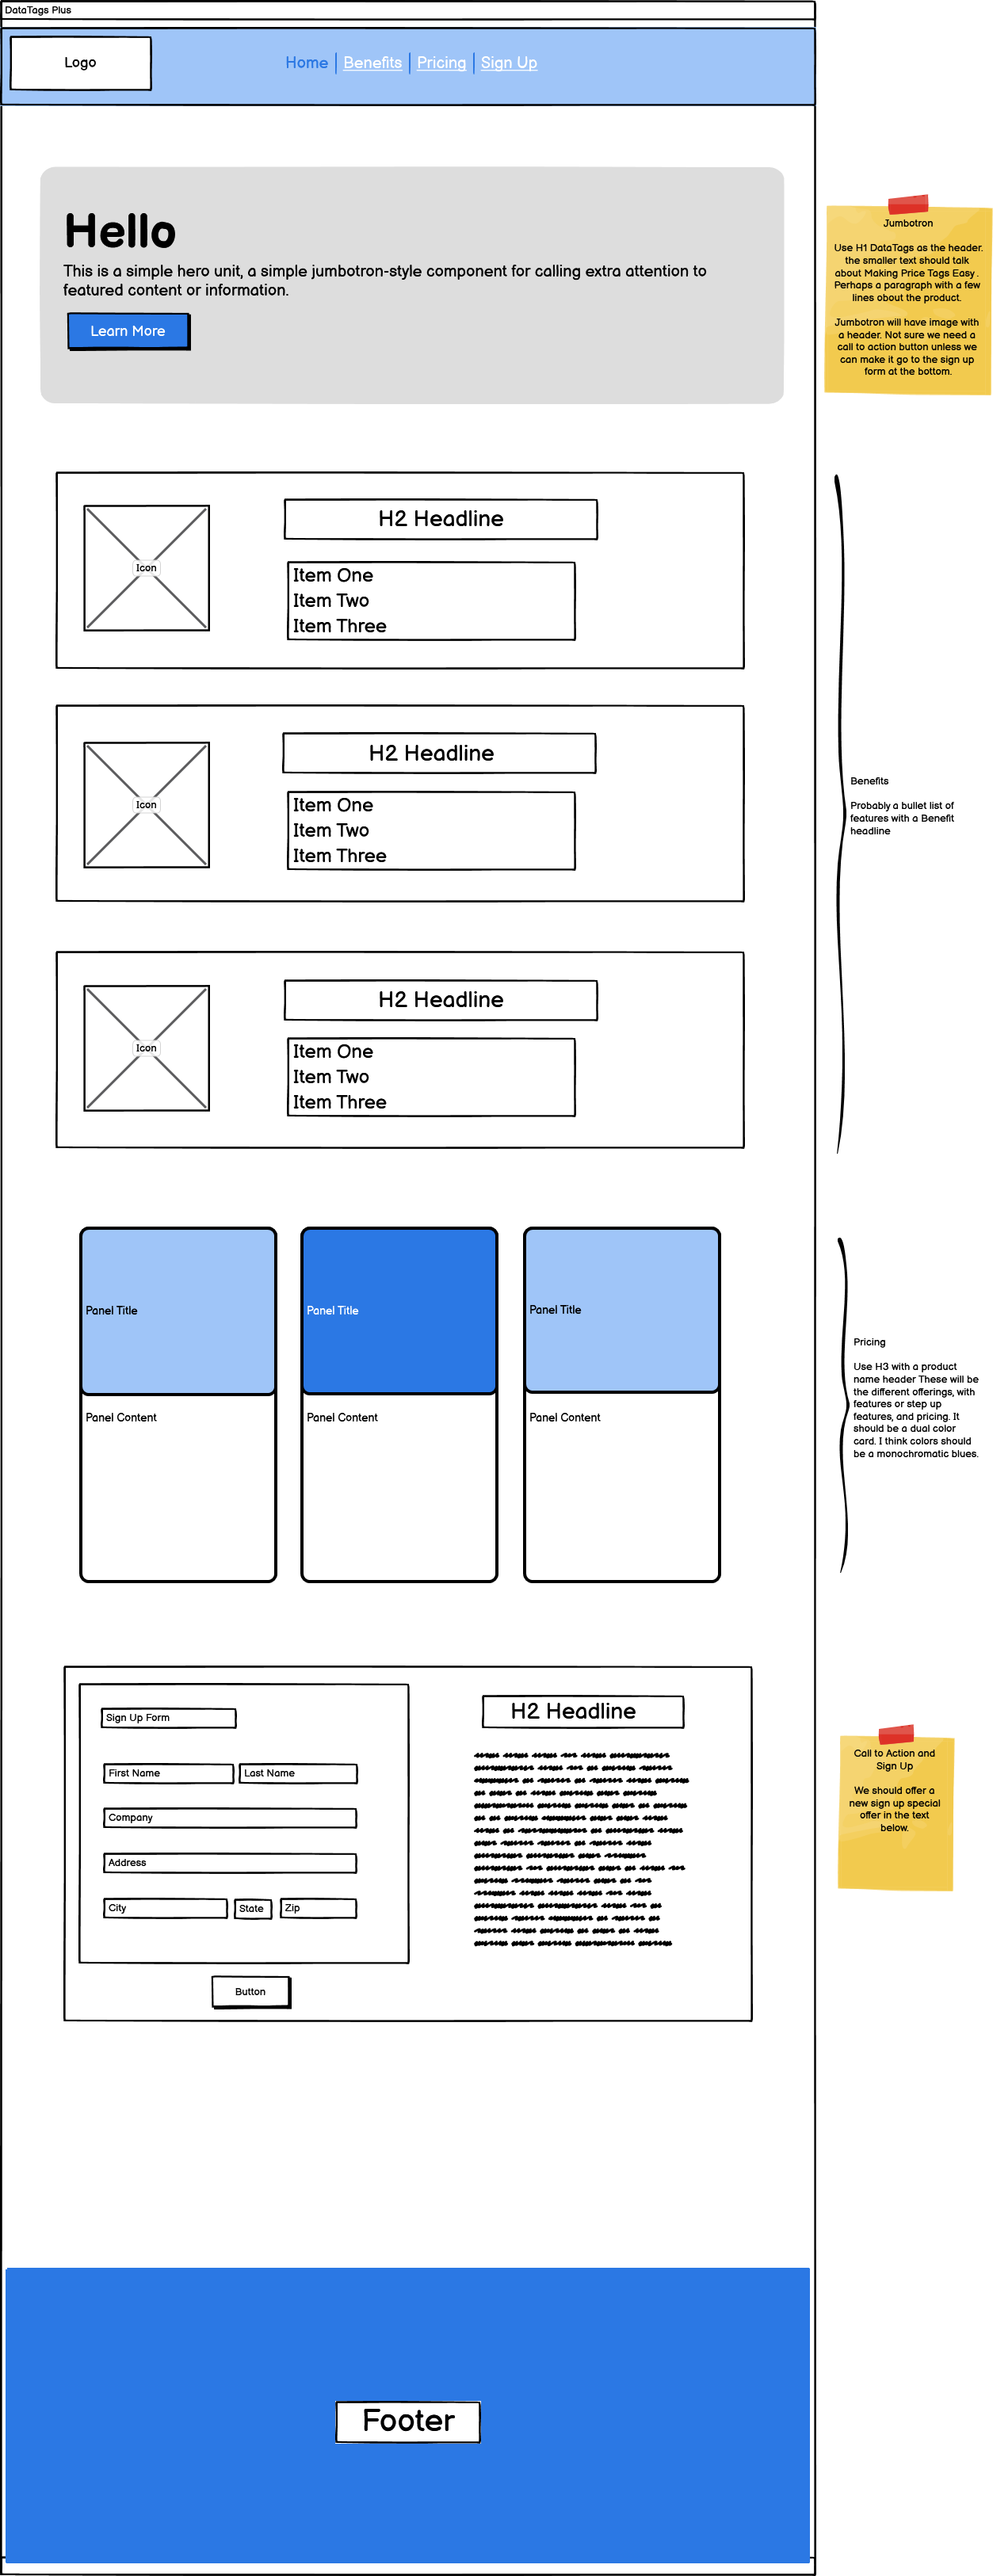 DataTags Plus
Logo
Home Benefits Pricing Sign Up
Hello
This is a simple hero unit, a simple jumbotron-style component for calling extra attention to
featured content or information.
Learn More
Jumbotron
Use H1 DataTags as the header.
the smaller text should talk
about Making Price Tags Easy.
Perhaps a paragraph with a few
lines obout the product.
Jumbotron will have image with
a header. Not sure we need a
call to action button unless we
can make it go to the sign up
form at the bottom.
Icon
H2 Headline
Item One
Item Two
Item Three
Icon
H2 Headline
Item One
Item Two
Item Three
Benefits
Probably a bullet list of
features with a Benefit
headline
Icon
H2 Headline
Item One
Item Two
Item Three
Panel Title
Panel Content
Panel Title
Panel Content
Panel Title
Panel Content
Pricing
Use H3 with a product
name header These will be
the different offerings, with
features or step up
features, and pricing. It
should be a dual color
card. I think colors should
be a monochromatic blues.
Sign Up Form
First Name
Last Name
Company
Address
City
State
Zip
Button
H2 Headline
Call to Action and
Sign Up
We should offer a
new sign up special
offer in the text
below.
Footer